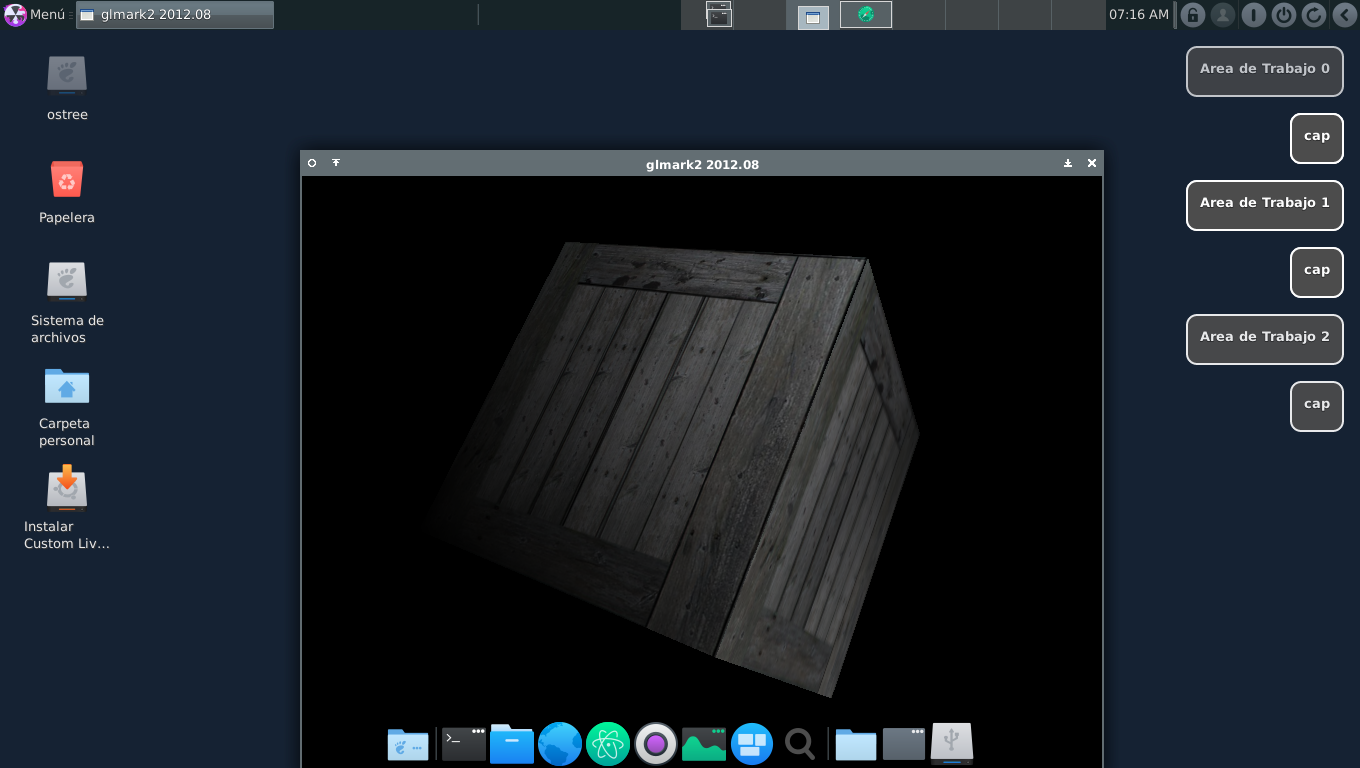 Menú
glmark2 2012.08
07:16 AM
ostree
Papelera
Sistema de
archivos
Carpeta
personal
Instalar
Custom Liv...
glmark2 2012.08
Area de Trabajo 0
cap
Area de Trabajo 1
cap
Area de Trabajo 2
cap